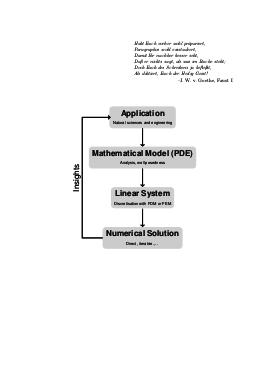 Habt Euch vorher wohl präpariert,
Paragraphos wohl einstudiert,
Damit Ihr nachher besser seht,
Daß er nichts sagt, als was im Buche steht;
Doch Euch des Schreibens ja befleißt,
Als diktiert, Euch der Heilig Geist!
-J. W. v. Goethe, Faust I
Application
Natural sciences and engineering
Mathematical Model (PDE)
Analysis, well-posedness
Insights
Linear System
Discretisation with FDM or FEM
Numerical Solution
Direct, iterative, ...